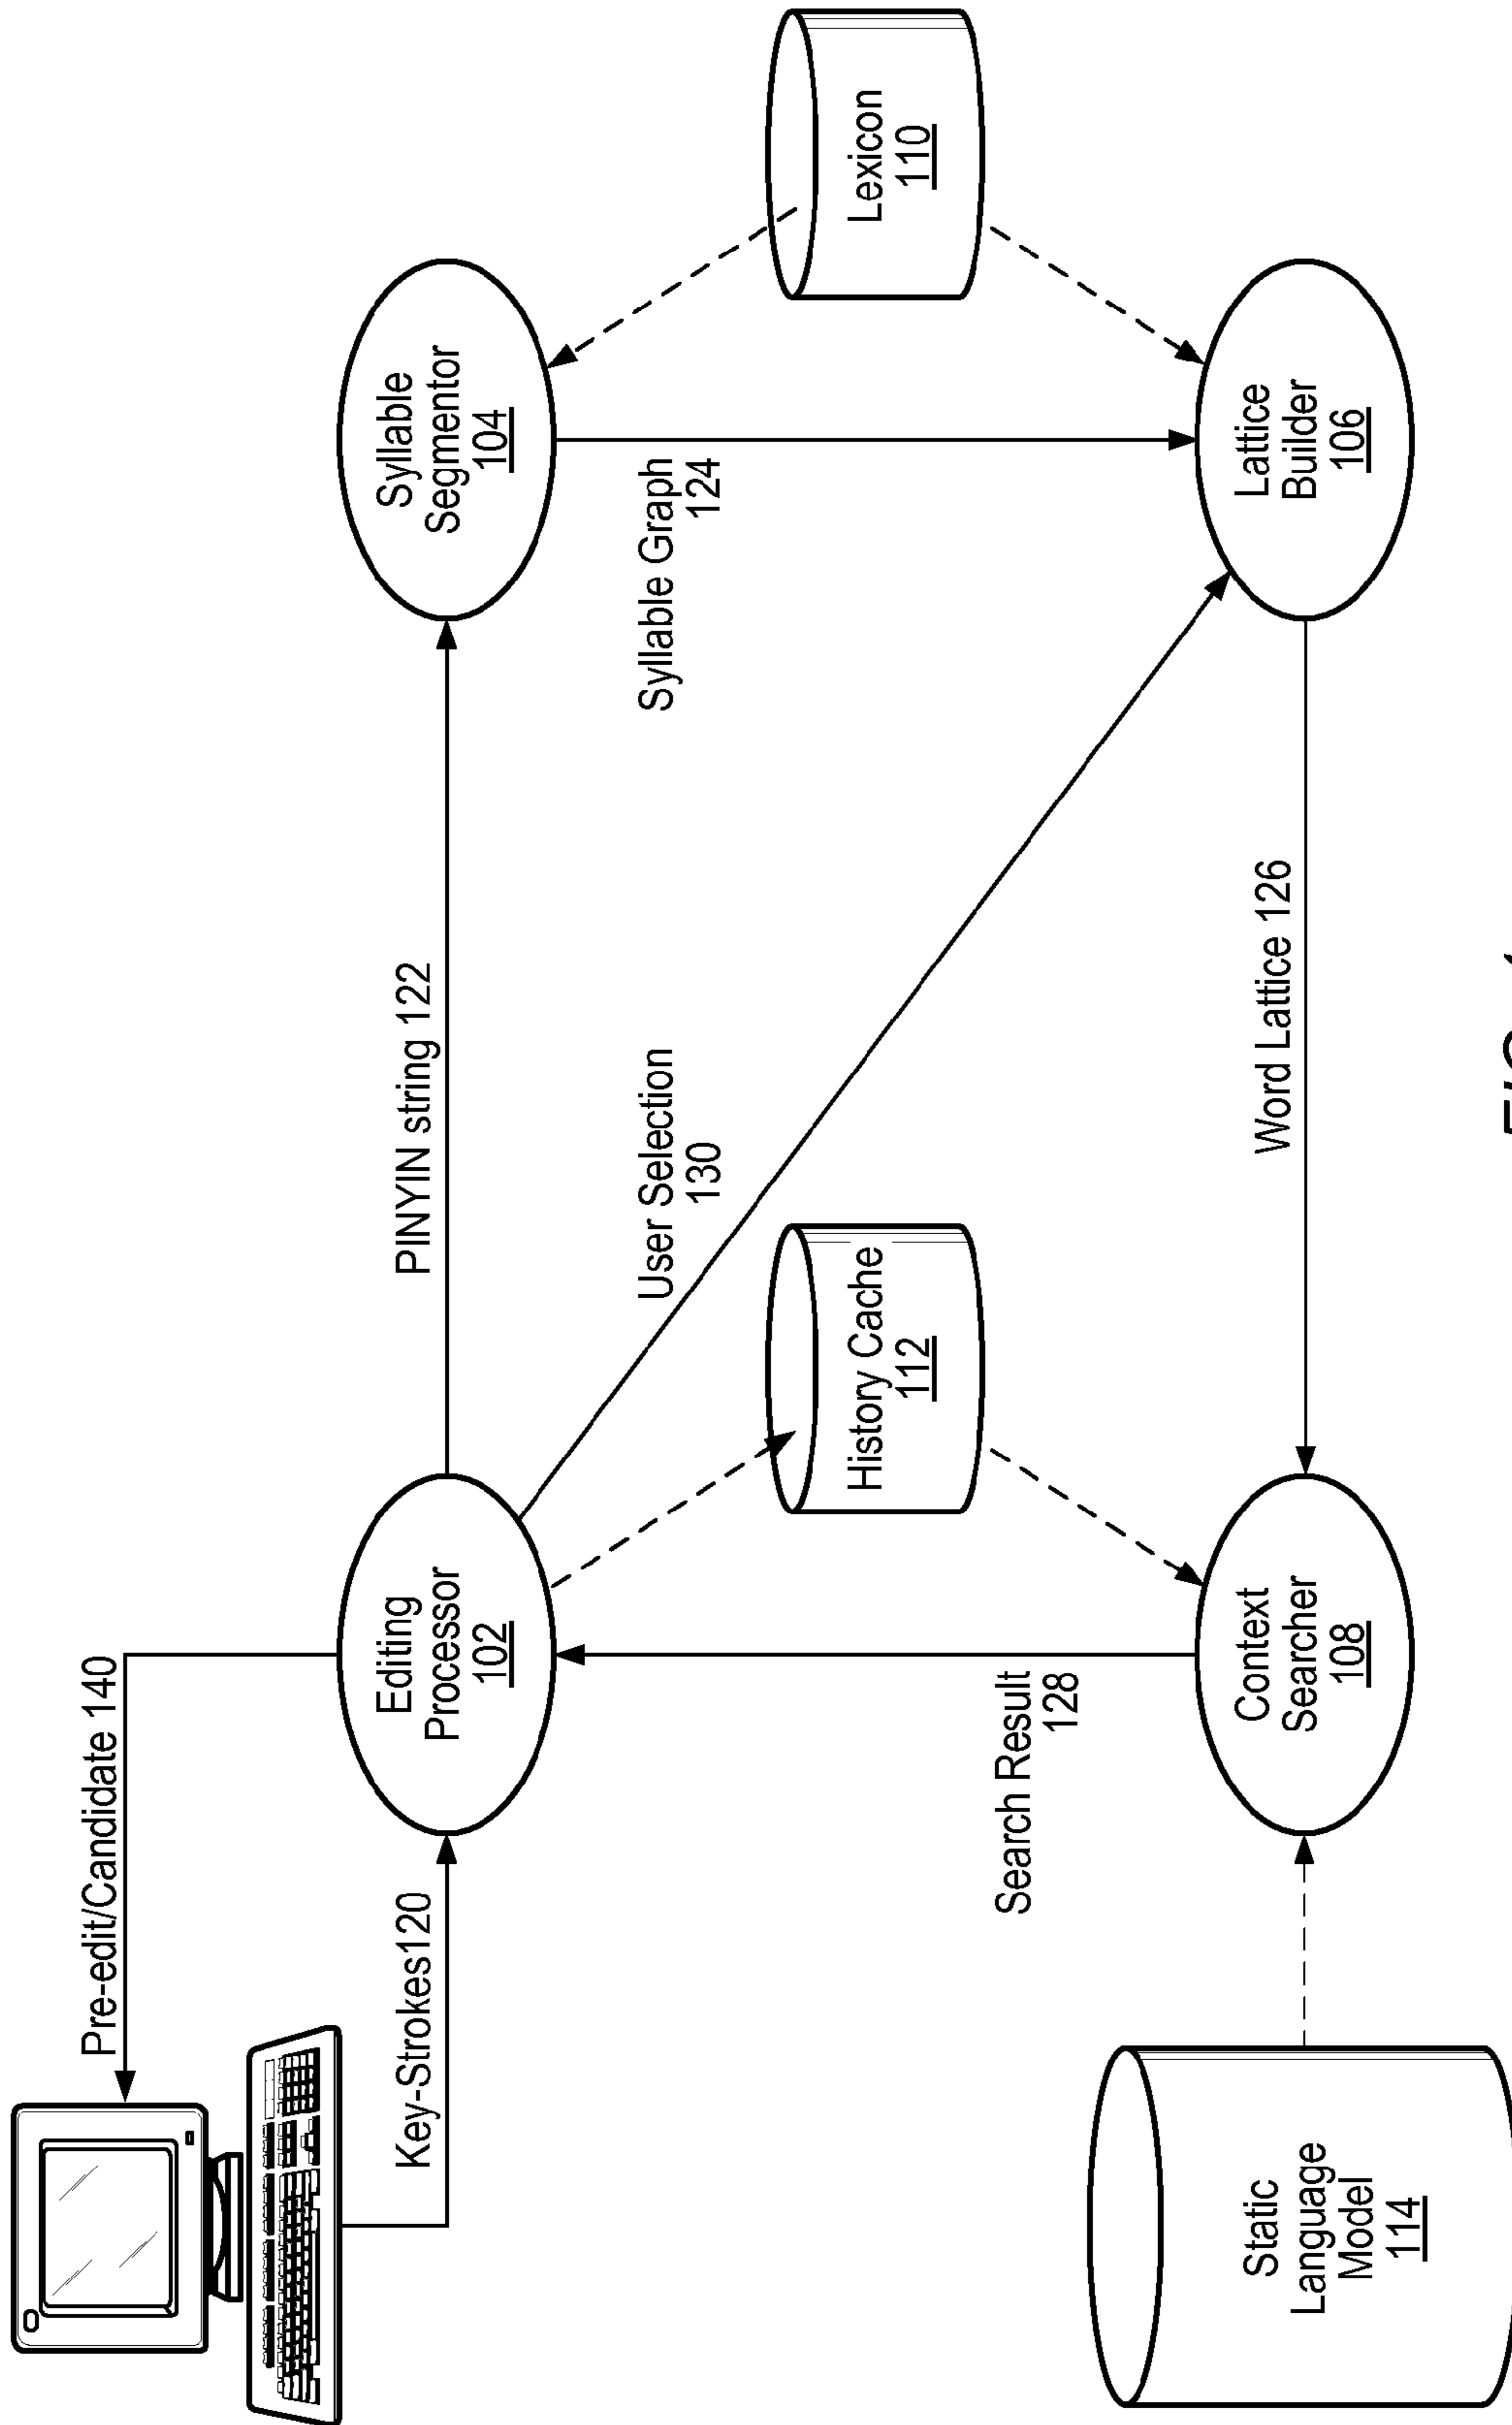 Pre-edit/Candidate 140
Key-Strokes120
Editing
Processor
102
PINYIN string 122
Syllable
Segmentor
104
User Selection
130
Syllable Graph
124
History Cache
112
Lexicon
110
Search Result
128
Static
Language
Model
114
Context
Searcher
108
Word Lattice 126
Lattice
Builder
106